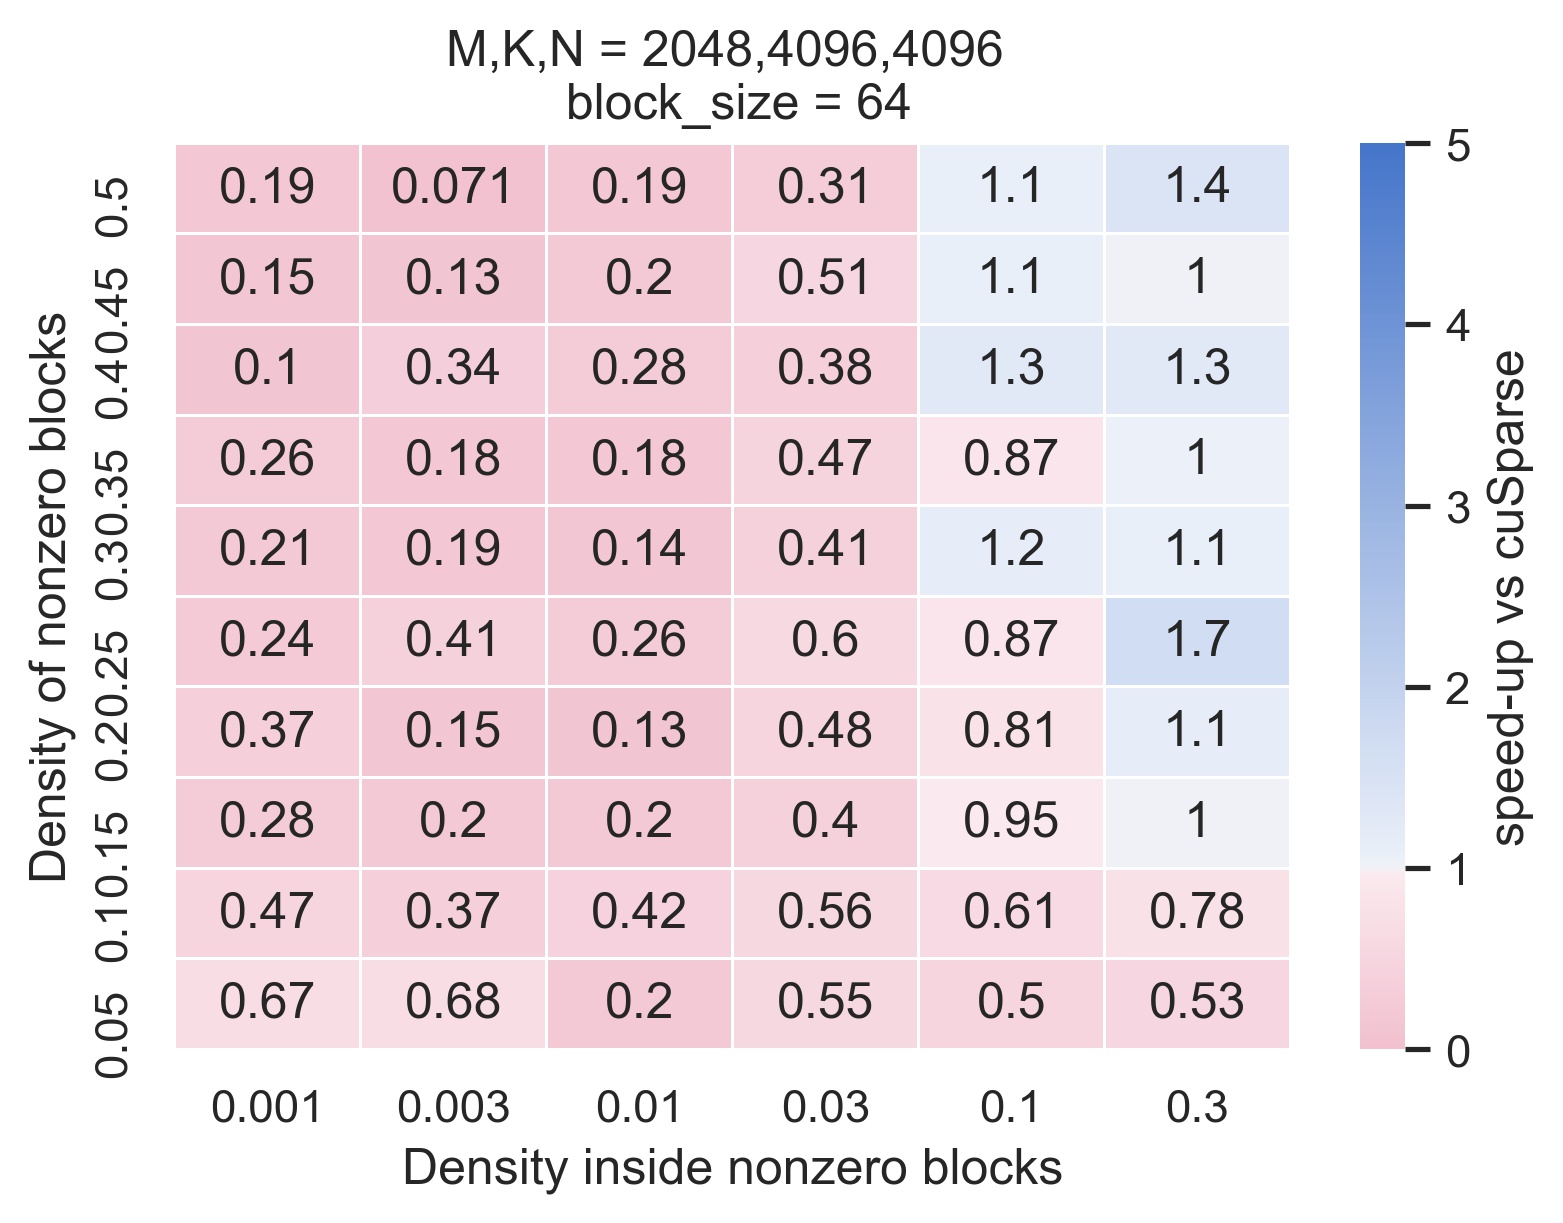 M,K,N = 2048,4096,4096
block_size = 64
Density of nonzero blocks
0.5 0.19 0.071 0.19 0.31 1.1 1.4
0.45 0.15 0.13 0.2 0.51 1.1 1
0.4 0.1 0.34 0.28 0.38 1.3 1.3
0.35 0.26 0.18 0.18 0.47 0.87 1
0.3 0.21 0.19 0.14 0.41 1.2 1.1
0.25 0.24 0.41 0.26 0.6 0.87 1.7
0.2 0.37 0.15 0.13 0.48 0.81 1.1
0.15 0.28 0.2 0.2 0.4 0.95 1
0.1 0.47 0.37 0.42 0.56 0.61 0.78
0.05 0.67 0.68 0.2 0.55 0.5 0.53
0.001 0.003 0.01 0.03 0.1 0.3
Density inside nonzero blocks
5
4
3
2
1
0
speed-up vs cuSparse